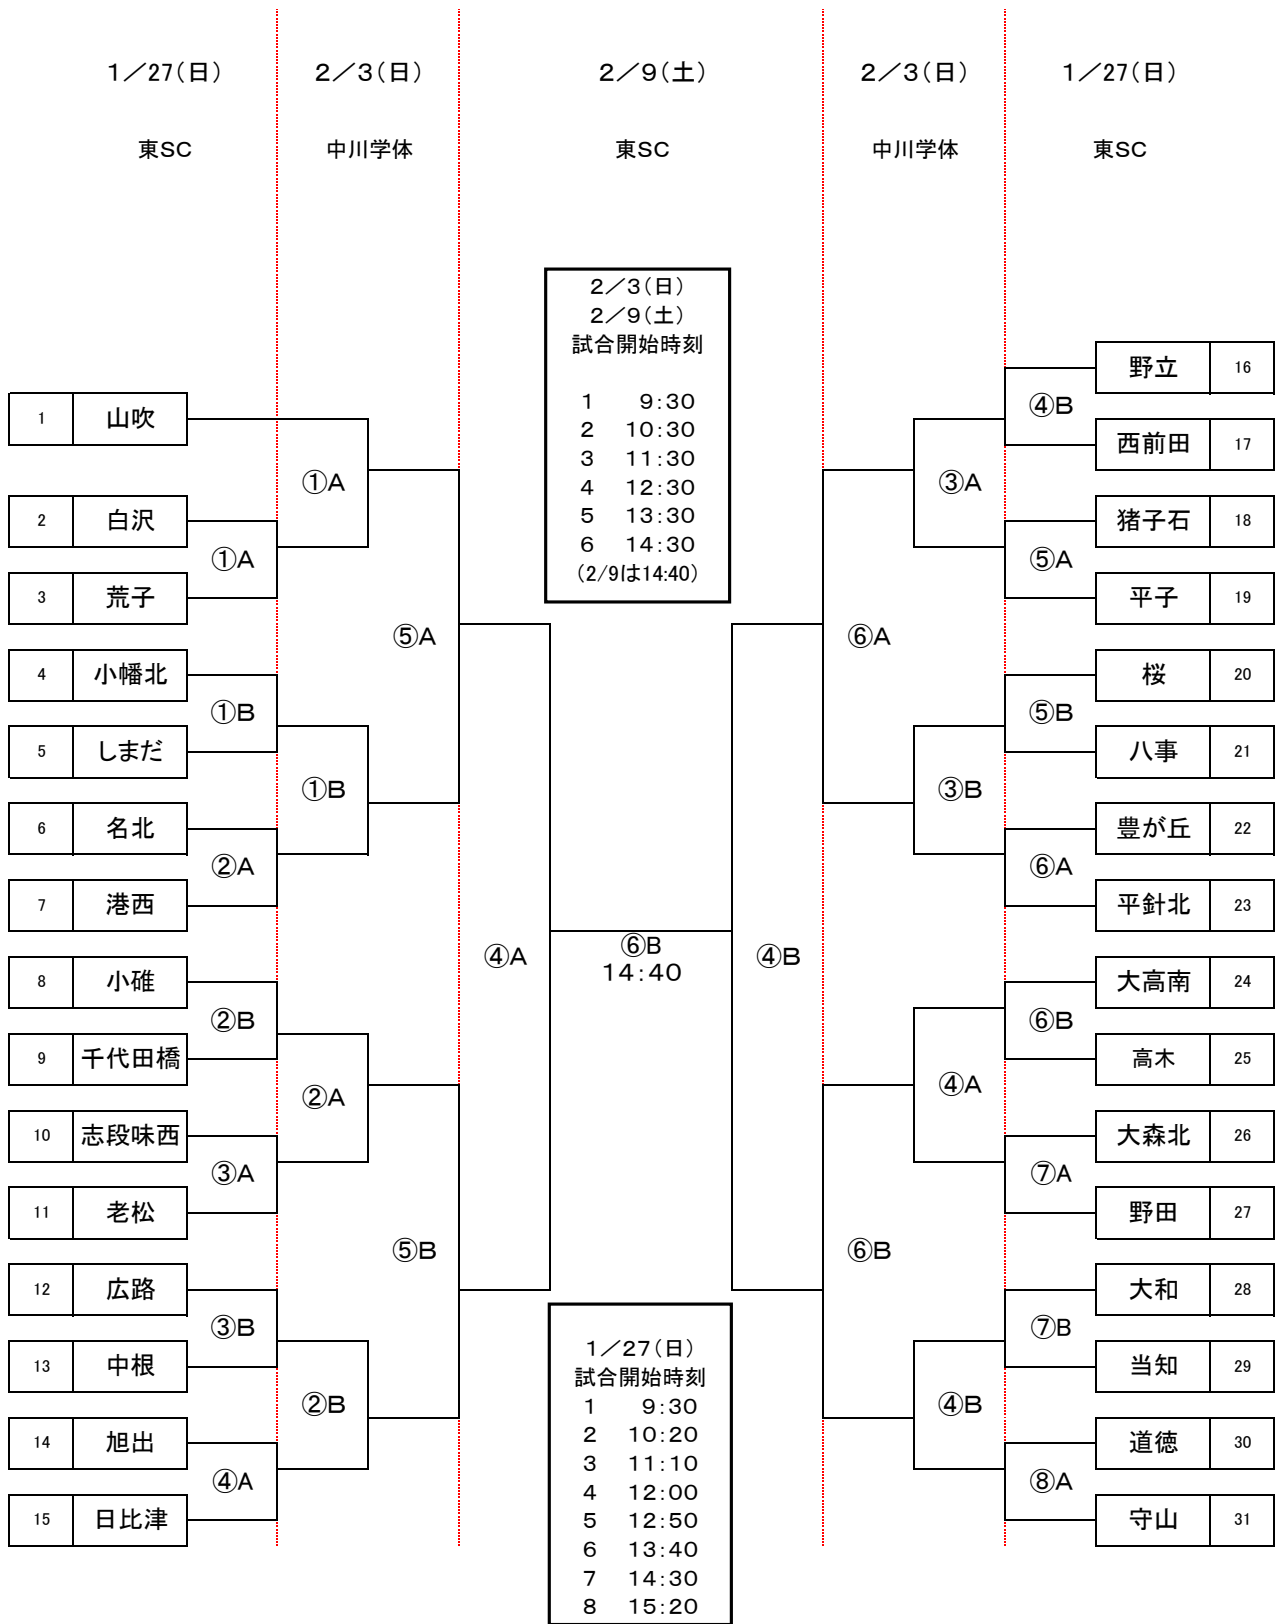 1／27(日)
2／3(日)
2／9(土)
2／3(日)
1／27(日)
東SC
中川学体
東SC
中川学体
東SC
2／3(日)
2／9(土)
試合開始時刻
1 9:30
2 10:30
3 11:30
4 12:30
5 13:30
6 14:30
(2/9は14:40)
1 山吹
2 白沢
3 荒子
4 小幡北
5 しまだ
6 名北
7 港西
8 小碓
9 千代田橋
10 志段味西
11 老松
12 広路
13 中根
14 旭出
15 日比津
①A
①B
②A
②B
③A
③B
④A
①A
①B
②A
②B
⑤A
⑤B
④A
⑥B
14:40
④B
⑥A
⑥B
③A
③B
④A
④B
④B
⑤A
⑤B
⑥A
⑥B
⑦A
⑦B
⑧A
野立 16
西前田 17
猪子石 18
平子 19
桜 20
八事 21
豊が丘 22
平針北 23
大高南 24
高木 25
大森北 26
野田 27
大和 28
当知 29
道徳 30
守山 31
1／27(日)
試合開始時刻
1 9:30
2 10:20
3 11:10
4 12:00
5 12:50
6 13:40
7 14:30
8 15:20